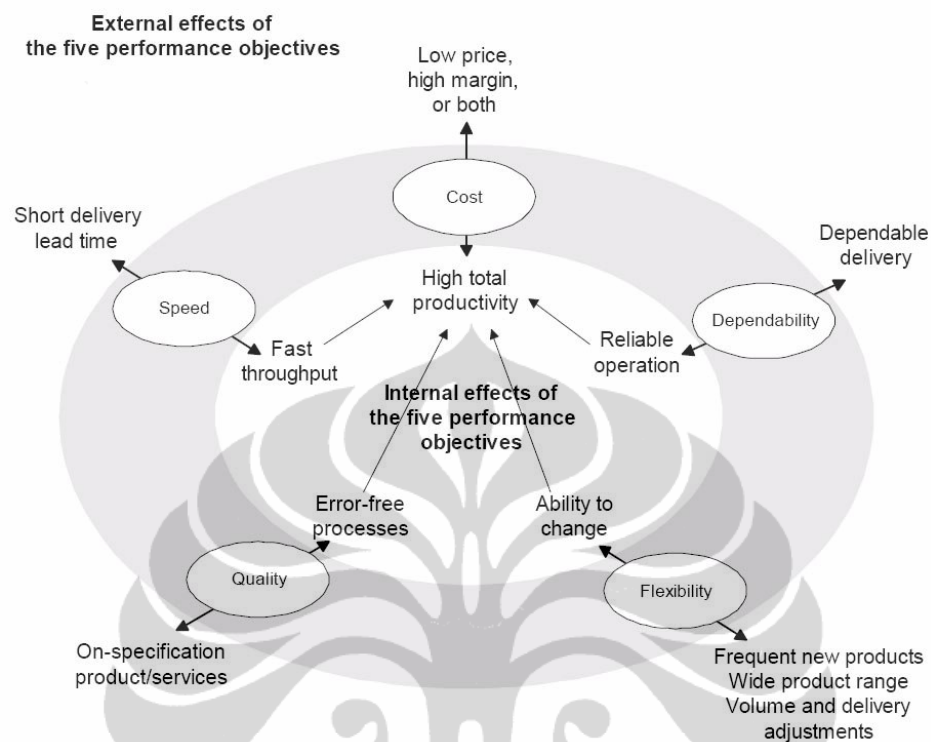 External effects of
the five performance objectives
Low price,
high margin,
or both
Cost
Short delivery
lead time
Speed
High total
productivity
Dependable
delivery
Dependability
Fast
throughput
Reliable
operation
Internal effects of
the five performance
objectives
Error-free
processes
Ability to
change
Quality
Flexibility
On-specification
product/services
Frequent new products
Wide product range
Volume and delivery
adjustments